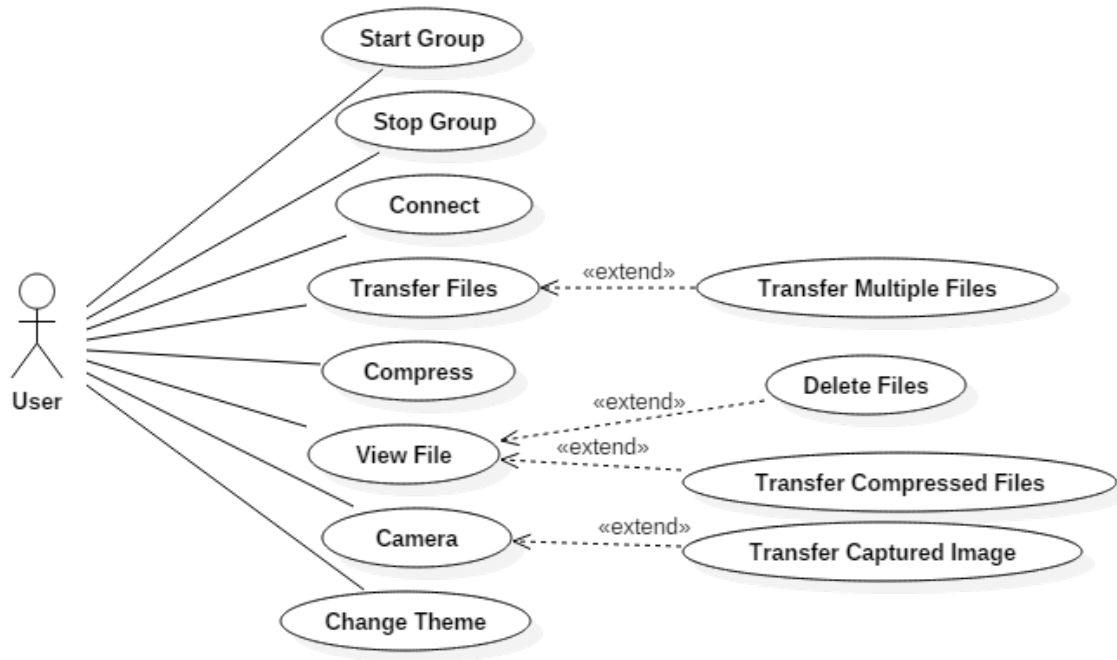 Start Group
Stop Group
Connect
Transfer Files
«extend»
Transfer Multiple Files
Compress
Delete Files
«extend»
View File
«extend»
Transfer Compressed Files
Camera
«extend»
Transfer Captured Image
Change Theme
User